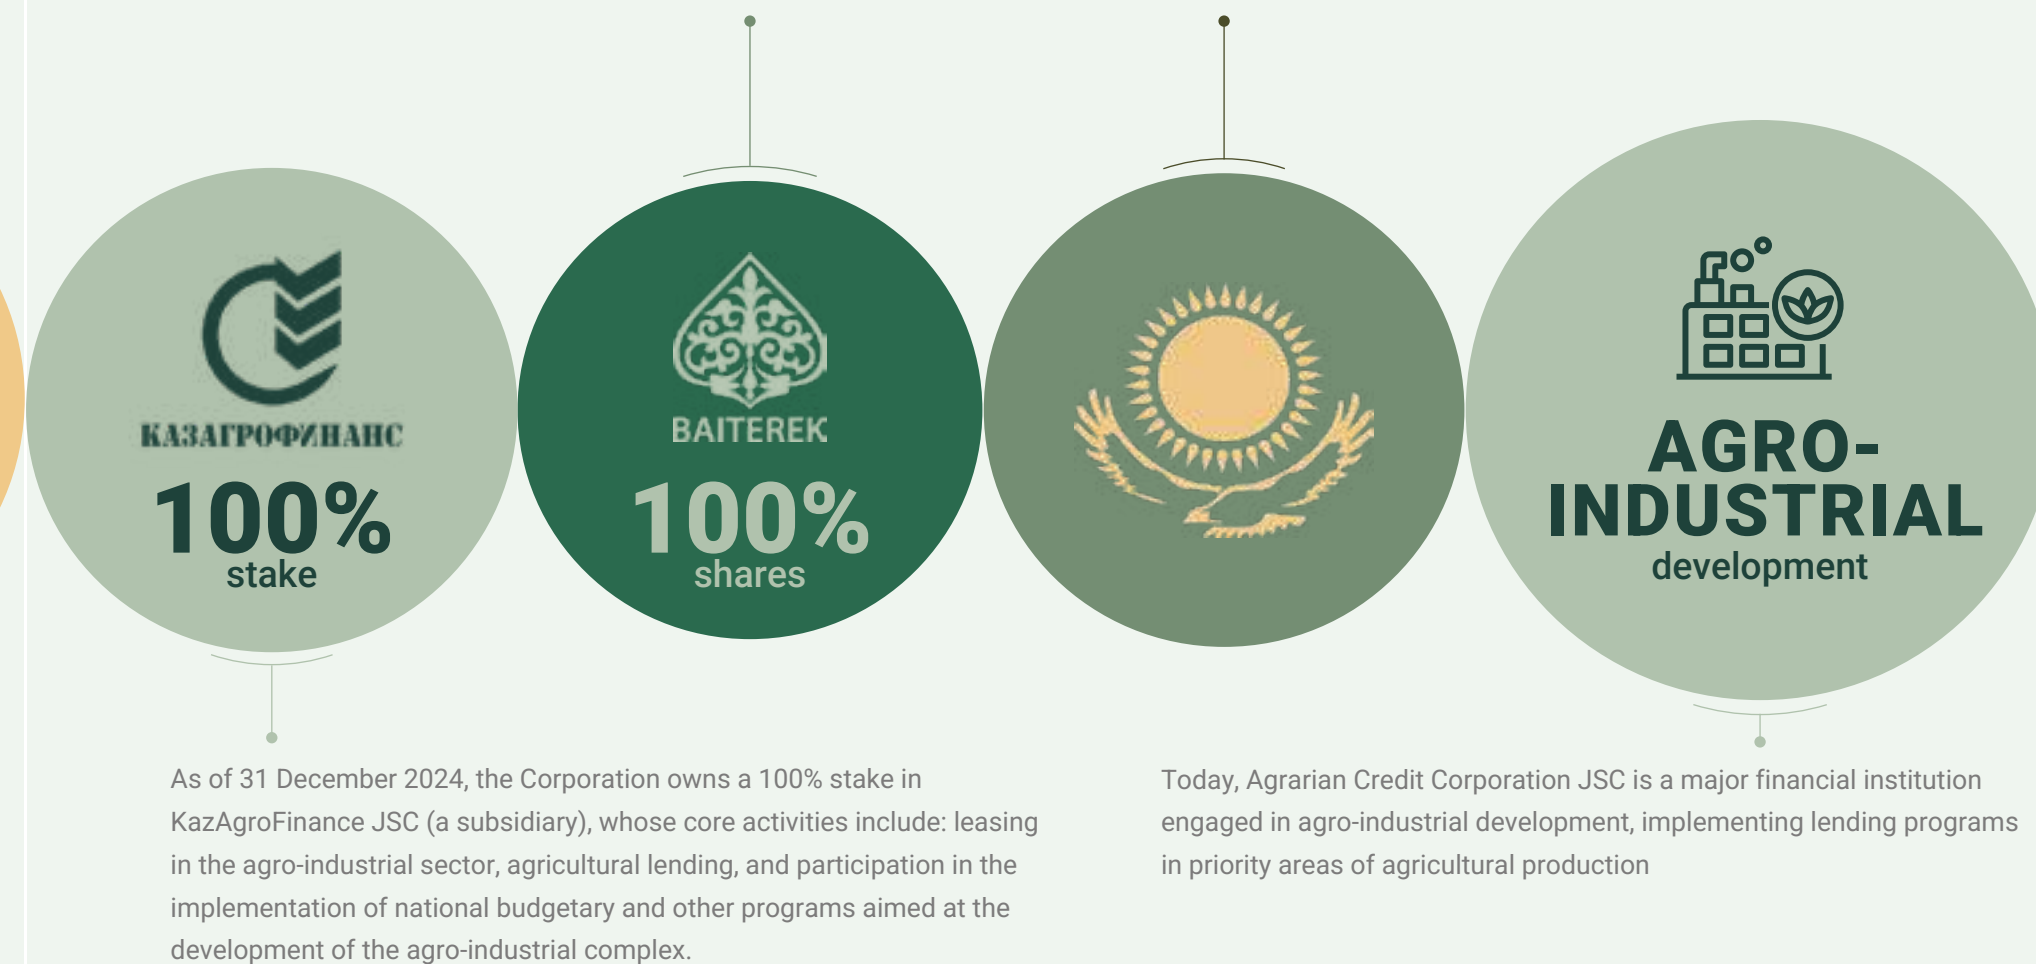 КАЗАГРОФИНАНС
100%
stake
BAITEREK
100%
shares
AGRO-
INDUSTRIAL
development
As of 31 December 2024, the Corporation owns a 100% stake in
KazAgroFinance JSC (a subsidiary), whose core activities include: leasing
in the agro-industrial sector, agricultural lending, and participation in the
implementation of national budgetary and other programs aimed at the
development of the agro-industrial complex.
Today, Agrarian Credit Corporation JSC is a major financial institution
engaged in agro-industrial development, implementing lending programs
in priority areas of agricultural production